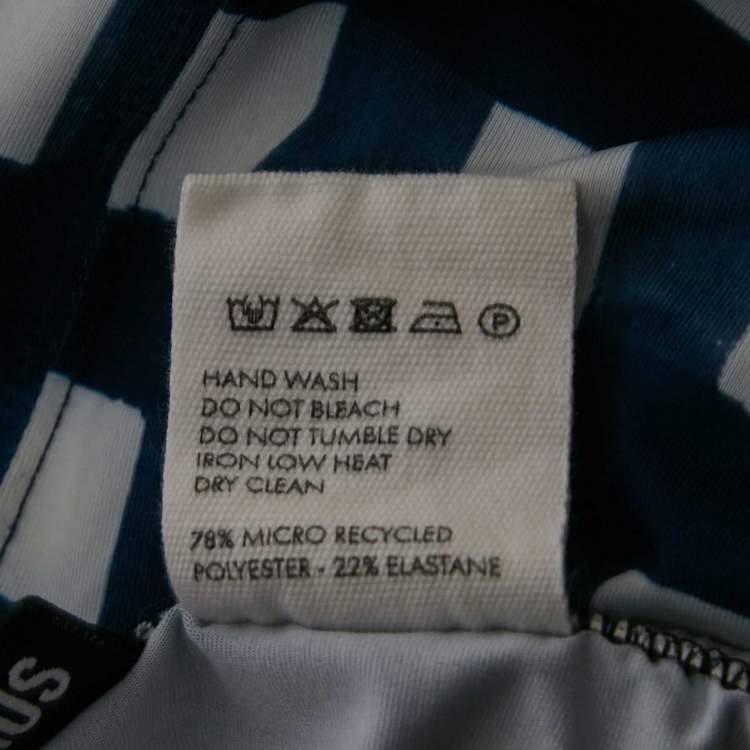 P
HAND WASH
DO NOT BLEACH
DO NOT TUMBLE DRY
IRON LOW HEAT
DRY CLEAN
78% MICRO RECYCLED
POLYESTER - 22% ELASTANE